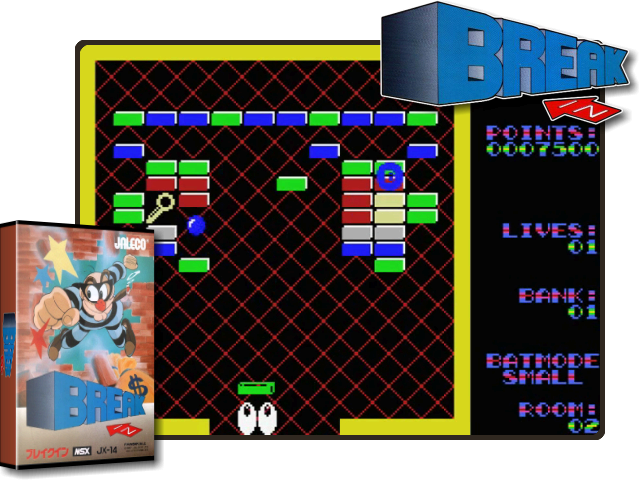 BREAK
IN
POINTS:
0007500
LIVES:
01
BANK:
01
BATMODE
SMALL
ROOM:
02
JALECO
$
BREAK
IN
ブレイクイン MSX JX-14